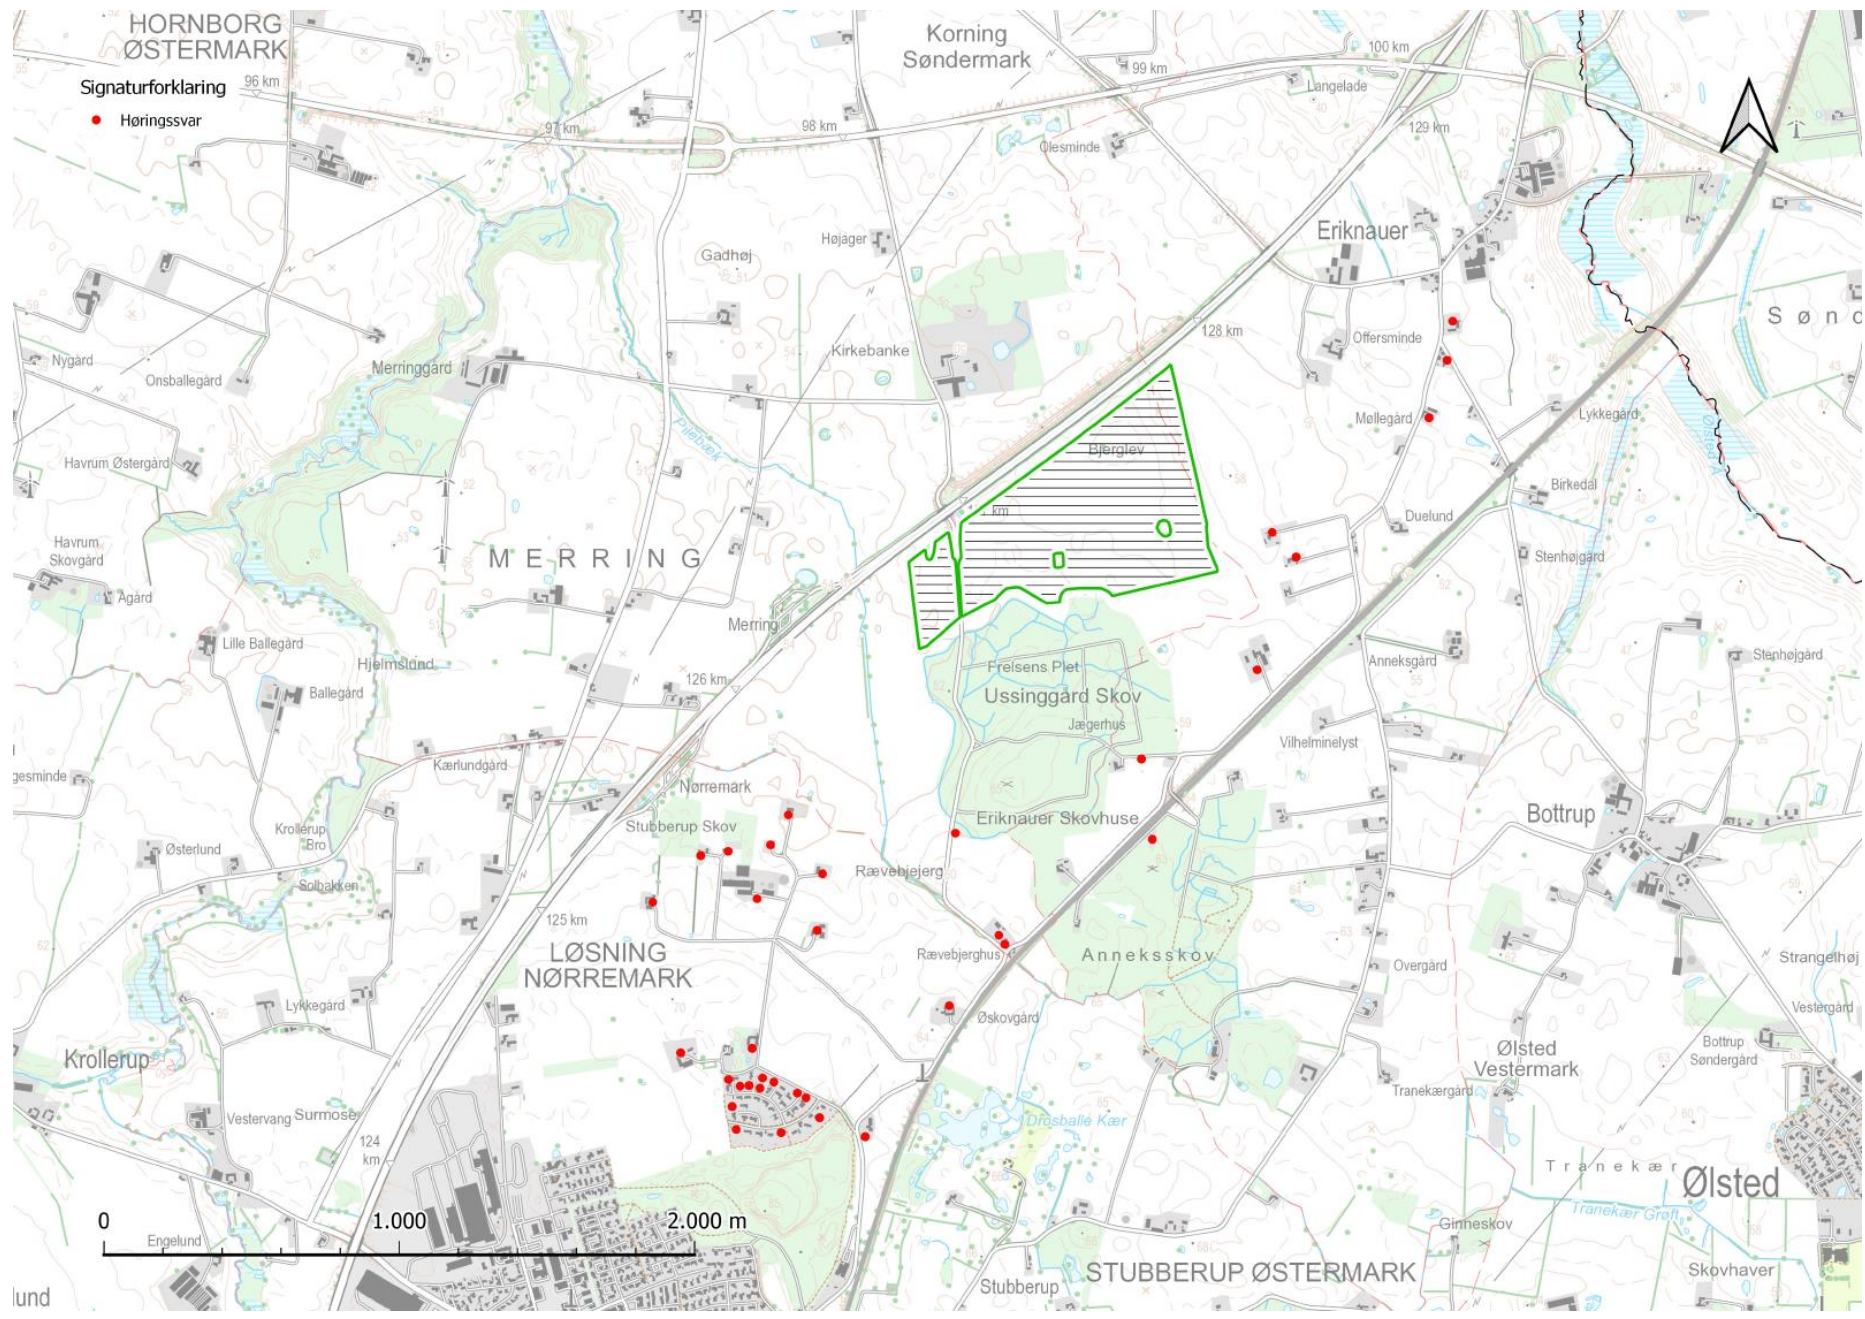 HORNBORG
ØSTERMARK
Signaturforklaring
Høringssvar
96 km
97 km
98 km
Korning
Søndermark
99 km
100 km
Langelade
129 km
Olesminde
Eriknauer
Højager
Gadhøj
128 km
Offersminde
Sønd
Nygård
Onsballegård
Merringgård
Kirkebanke
Møllegård
Lykkegård
Pilebæk
Bjerglev
Havrum Østergård
km
Birkedal
Duelund
Havrum
Skovgård
MERRING
Stenhøjgård
Agård
Merring
Lille Ballegård
Hjelmslund
Ballegård
126 km
Frelsens Plet
Ussinggård Skov
Jægerhus
Anneksgård
Stenhøjgård
Vilhelminelyst
gesminde
Kærlundgård
Nørremark
Stubberup Skov
Eriknauer Skovhuse
Bottrup
Krollerup
Bro
Østerlund
Rævebjejerg
Solbakken
125 km
LØSNING
NØRREMARK
Rævebjerghus
Anneksskov
Overgård
Strangelhøj
Vestergård
Lykkegård
Øskovgård
Bottrup
Søndergård
Krollerup
Ølsted
Vestermark
Tranekærgård
Vestervang
Surmose
Drosballe Kær
124
km
Tranekær
Ølsted
Tranekær Grøft
0
1.000
2.000 m
Engelund
Ginneskov
STUBBERUP ØSTERMARK
Stubberup
Skovhaver
lund